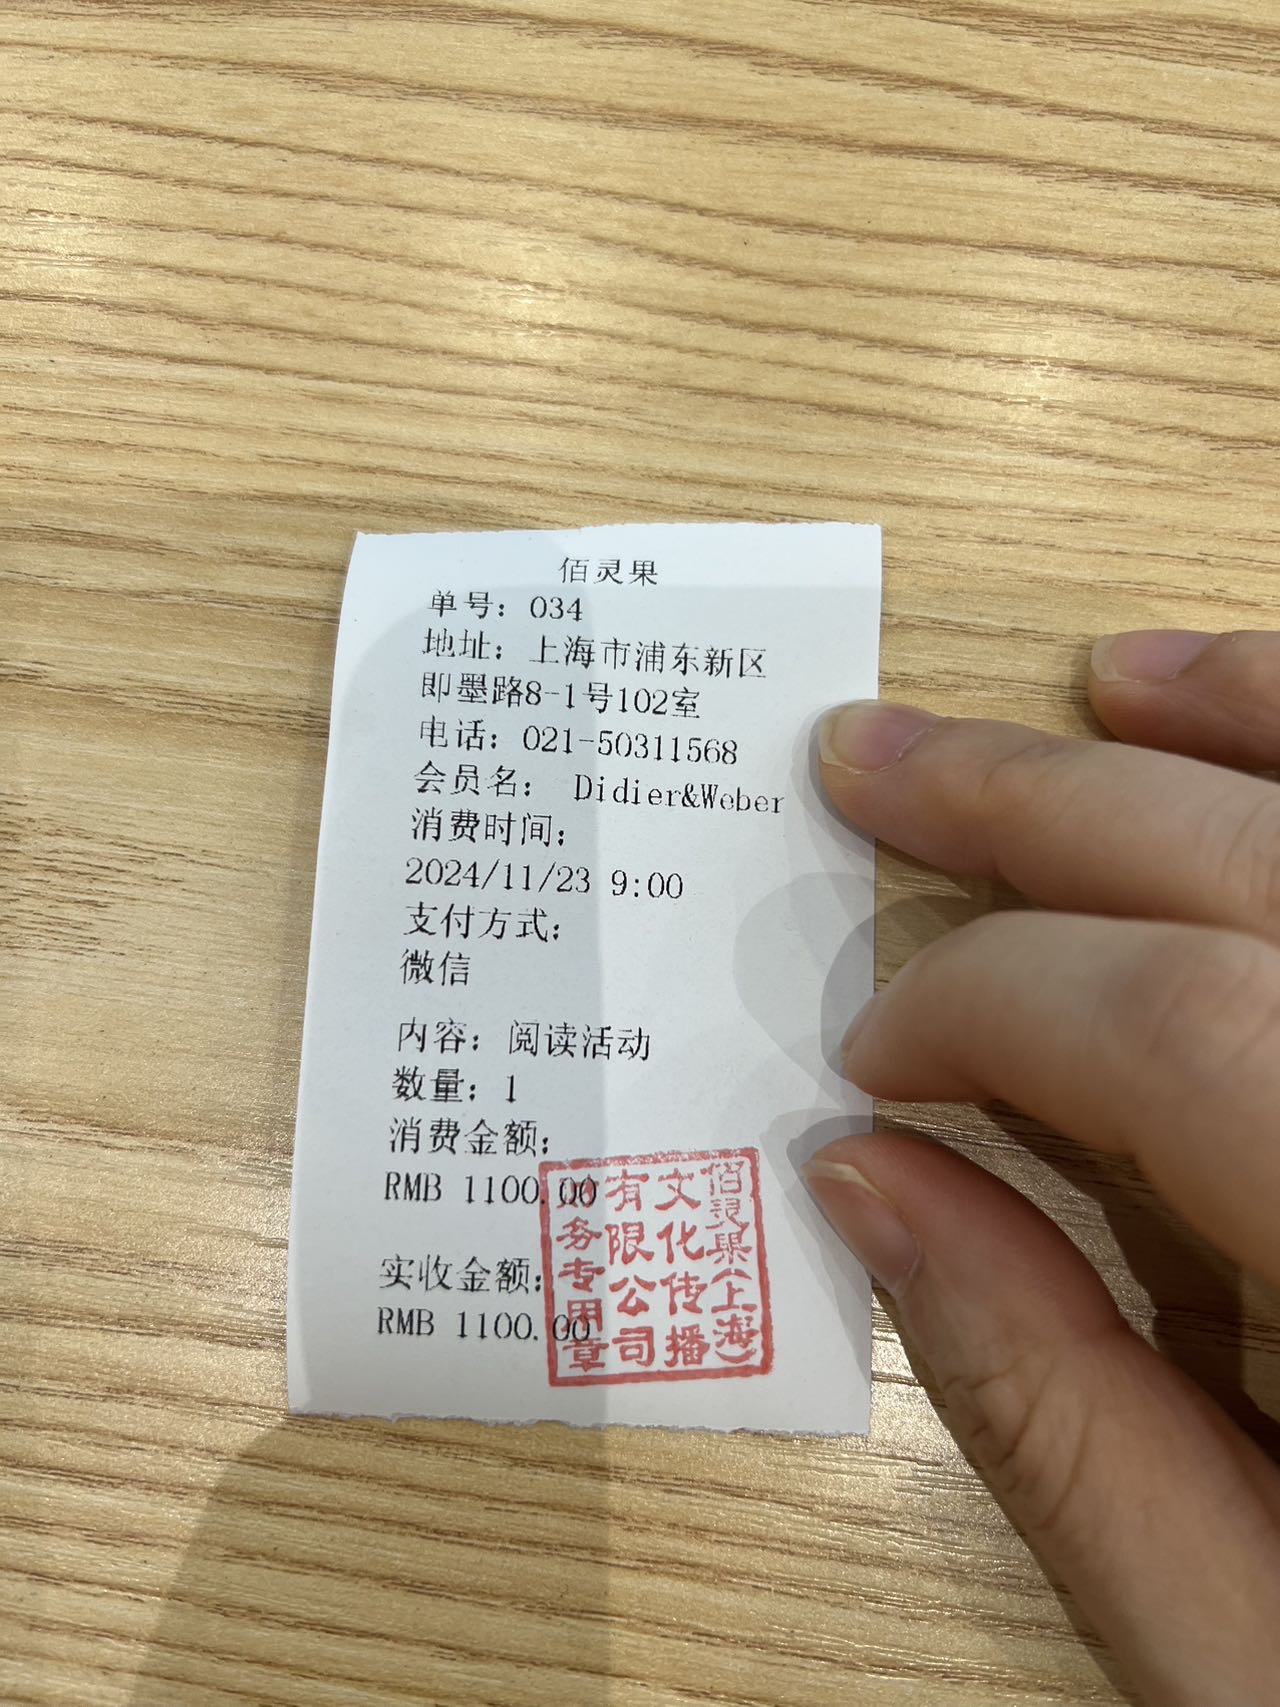 佰灵果
单号：034
地址：上海市浦东新区
即墨路8-1号102室
电话：021-50311568
会员名： Didier&Weber
消费时间：
2024/11/23 9:00
支付方式：
微信
内容：阅读活动
数量：1
消费金额：
RMB 1100.00
实收金额：
RMB 1100.00
佰灵果（上海）
文化传播
有限公司
财务专用章